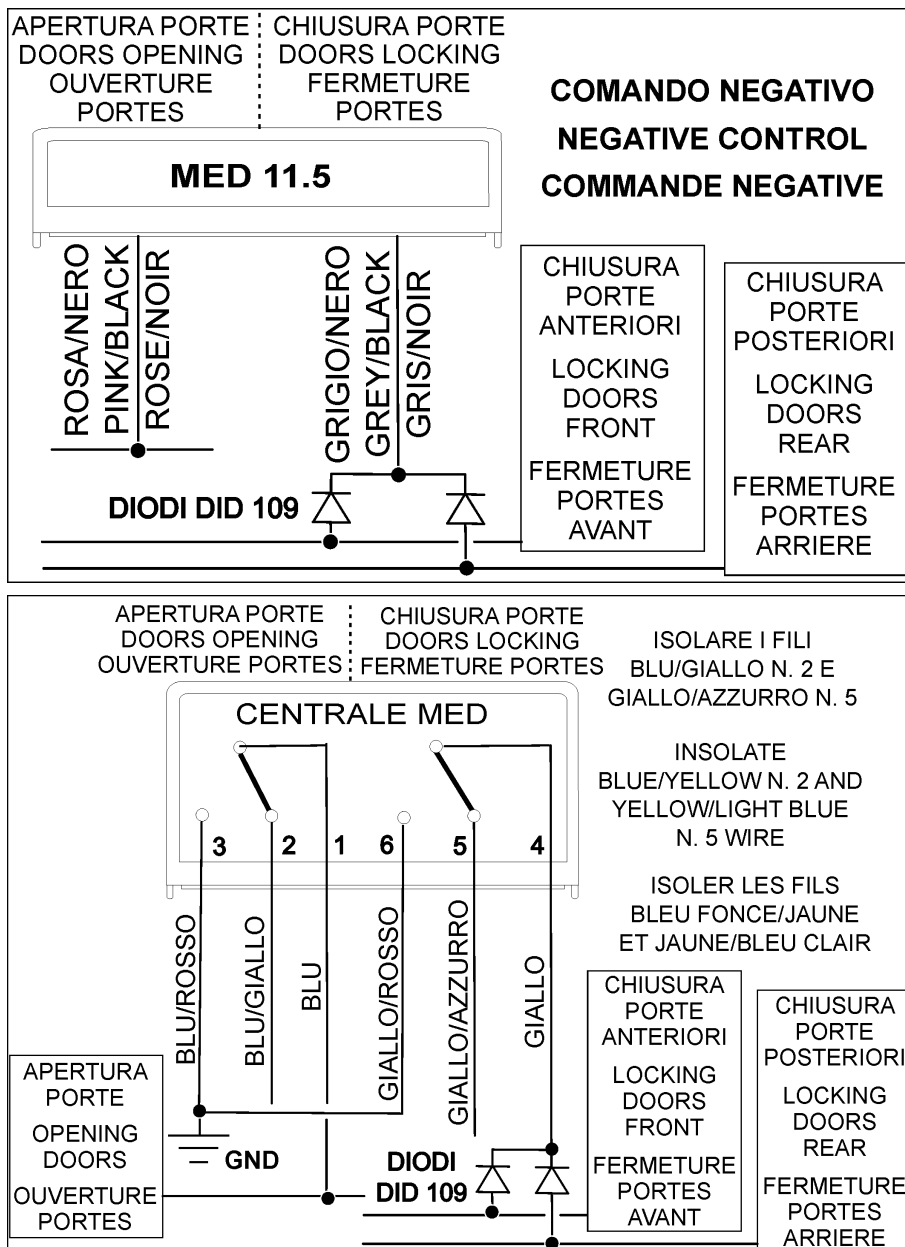 APERTURA PORTE
DOORS OPENING
OUVERTURE
PORTES
CHIUSURA PORTE
DOORS LOCKING
FERMETURE
PORTES
COMANDO NEGATIVO
NEGATIVE CONTROL
COMMANDE NEGATIVE
MED 11.5
ROSA/NERO
PINK/BLACK
ROSE/NOIR
GRIGIO/NERO
GREY/BLACK
GRIS/NOIR
CHIUSURA
PORTE
ANTERIORI
LOCKING
DOORS
FRONT
FERMETURE
PORTES
AVANT
CHIUSURA
PORTE
POSTERIORI
LOCKING
DOORS
REAR
FERMETURE
PORTES
ARRIERE
DIODI DID 109
APERTURA PORTE
DOORS OPENING
OUVERTURE PORTES
CHIUSURA PORTE
DOORS LOCKING
FERMETURE PORTES
ISOLARE I FILI
BLU/GIALLO N. 2 E
GIALLO/AZZURRO N. 5
INSOLATE
BLUE/YELLOW N. 2 AND
YELLOW/LIGHT BLUE
N. 5 WIRE
ISOLER LES FILS
BLEU FONCE/JAUNE
ET JAUNE/BLEU CLAIR
CENTRALE MED
3 2 1 6 5 4
BLU/ROSSO
BLU/GIALLO
BLU
GIALLO/ROSSO
GIALLO/AZZURRO
GIALLO
APERTURA
PORTE
OPENING
DOORS
OUVERTURE
PORTES
GND
DIODI
DID 109
CHIUSURA
PORTE
ANTERIORI
LOCKING
DOORS
FRONT
FERMETURE
PORTES
AVANT
CHIUSURA
PORTE
POSTERIORI
LOCKING
DOORS
REAR
FERMETURE
PORTES
ARRIERE